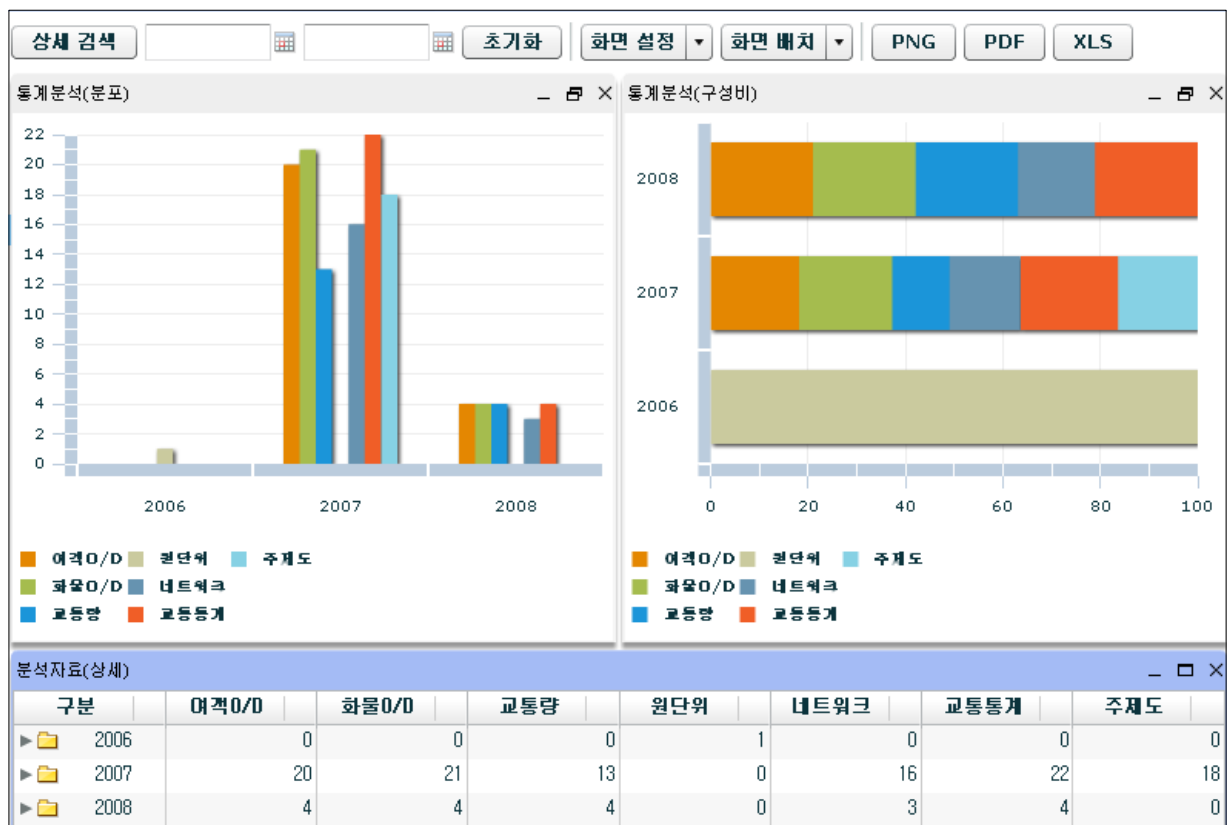 상세 검색 초기화 화면 설정 화면 배치 PNG PDF XLS
통계분석(분포)
22
20
18
16
14
12
10
8
6
4
2
0
2006 2007 2008
여객O/D 원단위 주제도
화물O/D 네트워크
교통량 교통통계
통계분석(구성비)
2008
2007
2006
0 20 40 60 80 100
여객O/D 원단위 주제도
화물O/D 네트워크
교통량 교통통계
분석자료(상세)
구분 여객O/D 화물O/D 교통량 원단위 네트워크 교통통계 주제도
2006 0 0 0 1 0 0 0
2007 20 21 13 0 16 22 18
2008 4 4 4 0 3 4 0